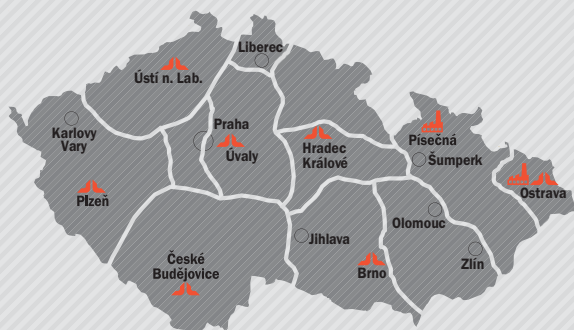 Liberec
Ústí n. Lab.
Karlovy
Vary
Praha
Úvaly
Hradec
Králové
Písečná
Šumperk
Ostrava
Plzeň
Olomouc
Jihlava
Zlín
České
Budějovice
Brno